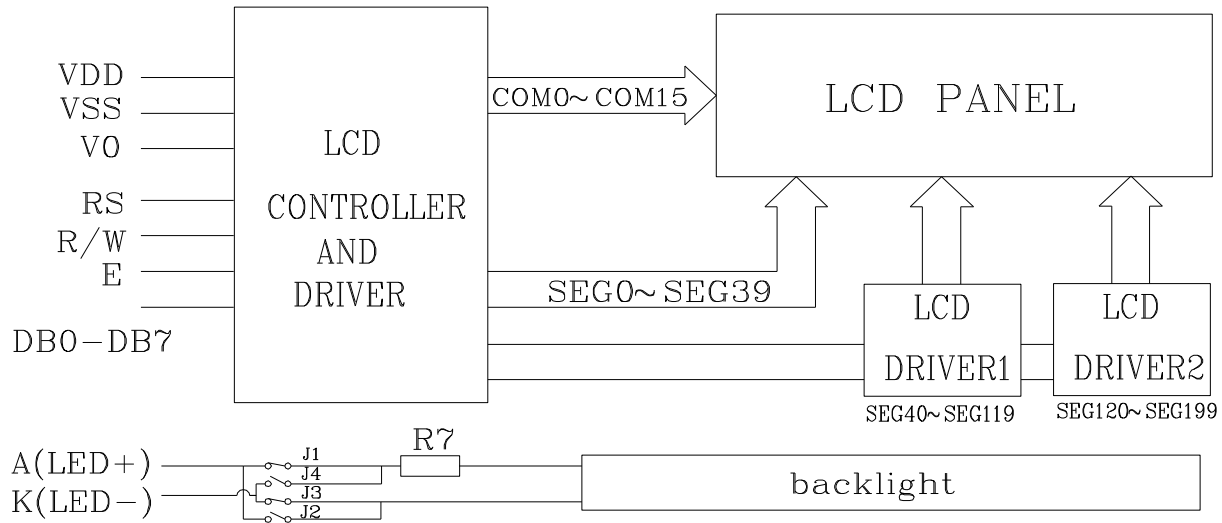 VDD
VSS
V0
RS
R/W
E
DB0-DB7
LCD
CONTROLLER
AND
DRIVER
COM0~COM15
LCD PANEL
SEG0~SEG39
LCD
DRIVER1
SEG40~SEG119
LCD
DRIVER2
SEG120~SEG199
A(LED+)
K(LED-)
J1
J4
J3
J2
R7
backlight